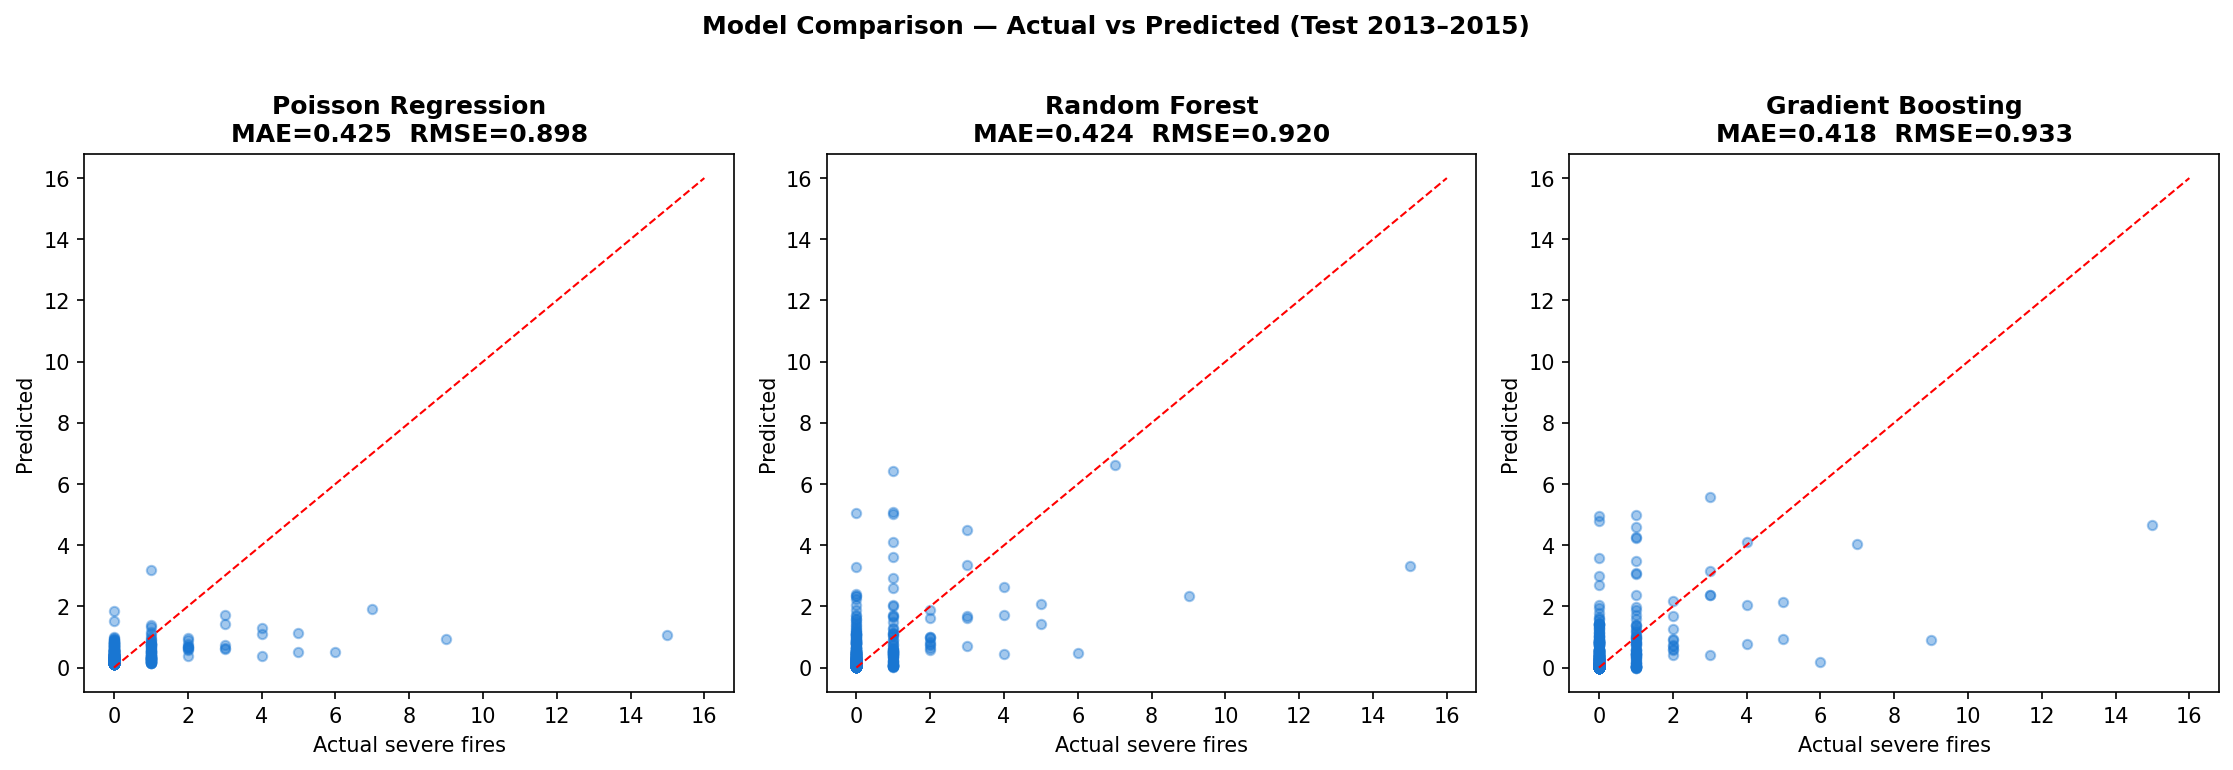 Model Comparison — Actual vs Predicted (Test 2013–2015)
Poisson Regression
MAE=0.425  RMSE=0.898
16
14
12
10
8
6
4
2
0
Predicted
0 2 4 6 8 10 12 14 16
Actual severe fires
Random Forest
MAE=0.424  RMSE=0.920
16
14
12
10
8
6
4
2
0
Predicted
0 2 4 6 8 10 12 14 16
Actual severe fires
Gradient Boosting
MAE=0.418  RMSE=0.933
16
14
12
10
8
6
4
2
0
Predicted
0 2 4 6 8 10 12 14 16
Actual severe fires